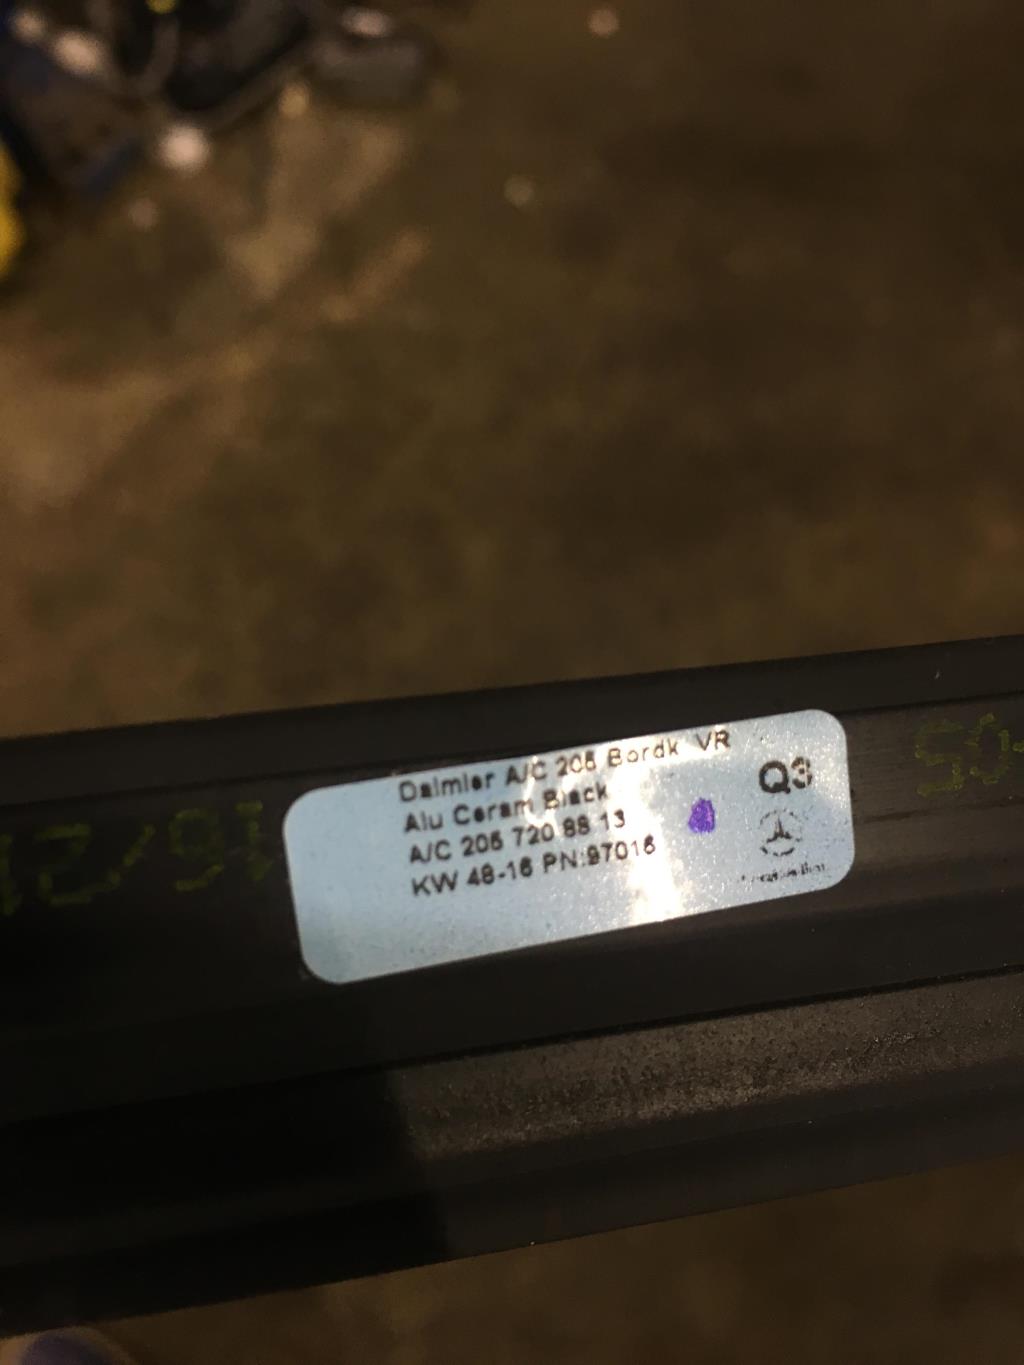 Daimler A/C 205 Bordk VR
Alu Ceram Black
A/C 205 720 88 13
KW 48-16 PN:97016
Q3